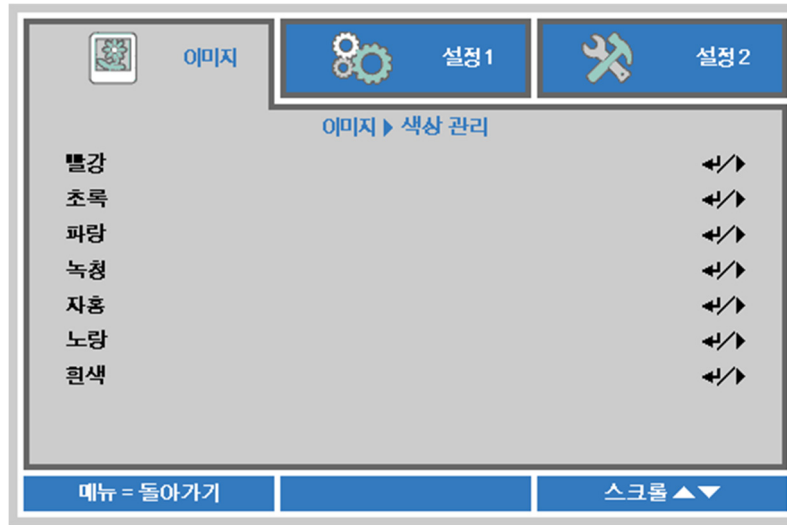 이미지
설정1
설정2
이미지 ▶ 색상 관리
빨강
초록
파랑
녹청
자홍
노랑
흰색
메뉴 = 돌아가기
스크롤 ▲▼